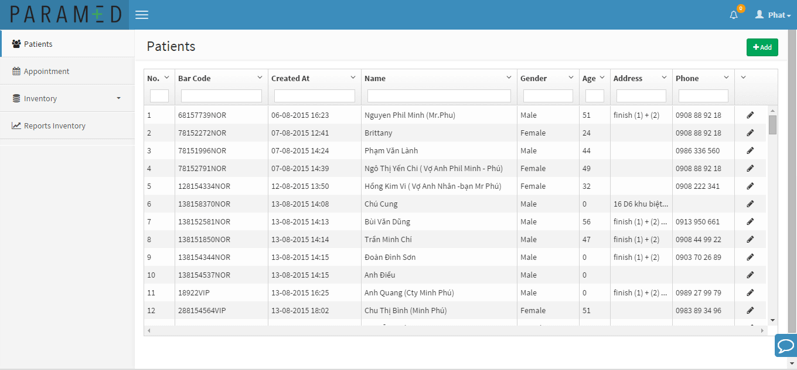 PARAMED
0
Phat
Patients
Appointment
Inventory
Reports Inventory
Patients
Add
No. Bar Code Created At Name Gender Age Address Phone
1 68157739NOR 06-08-2015 16:23 Nguyen Phil Minh (Mr.Phu) Male 51 finish (1) + (2) 0908 88 92 18
2 78152272NOR 07-08-2015 12:41 Brittany Female 24 0908 88 92 18
3 78151996NOR 07-08-2015 14:24 Phạm Văn Lành Male 44 0986 336 560
4 78152791NOR 07-08-2015 14:39 Ngô Thị Yến Chi ( Vợ Anh Phil Minh - Phú) Female 49 0908 88 92 18
5 128154334NOR 12-08-2015 13:50 Hồng Kim Vi ( Vợ Anh Nhân -bạn Mr Phú) Female 32 0908 222 341
6 138158370NOR 13-08-2015 14:08 Chú Cung Male 0 16 D6 khu biệt...
7 138152581NOR 13-08-2015 14:13 Bùi Văn Dũng Male 56 finish (1) + (2) ... 0913 950 661
8 138151850NOR 13-08-2015 14:14 Trần Minh Chí Male 47 finish (1) + (2) 0908 44 99 22
9 138154344NOR 13-08-2015 14:15 Đoàn Đình Sơn Male 0 finish (1) + (2) 0903 70 26 89
10 138154537NOR 13-08-2015 14:15 Anh Điều Male 0
11 18922VIP 13-08-2015 16:25 Anh Quang (Cty Minh Phú) Male 0 finish (1) + (2) ... 0989 27 99 79
12 288154564VIP 13-08-2015 18:02 Chu Thị Bình (Minh Phú) Female 51 0983 89 34 96